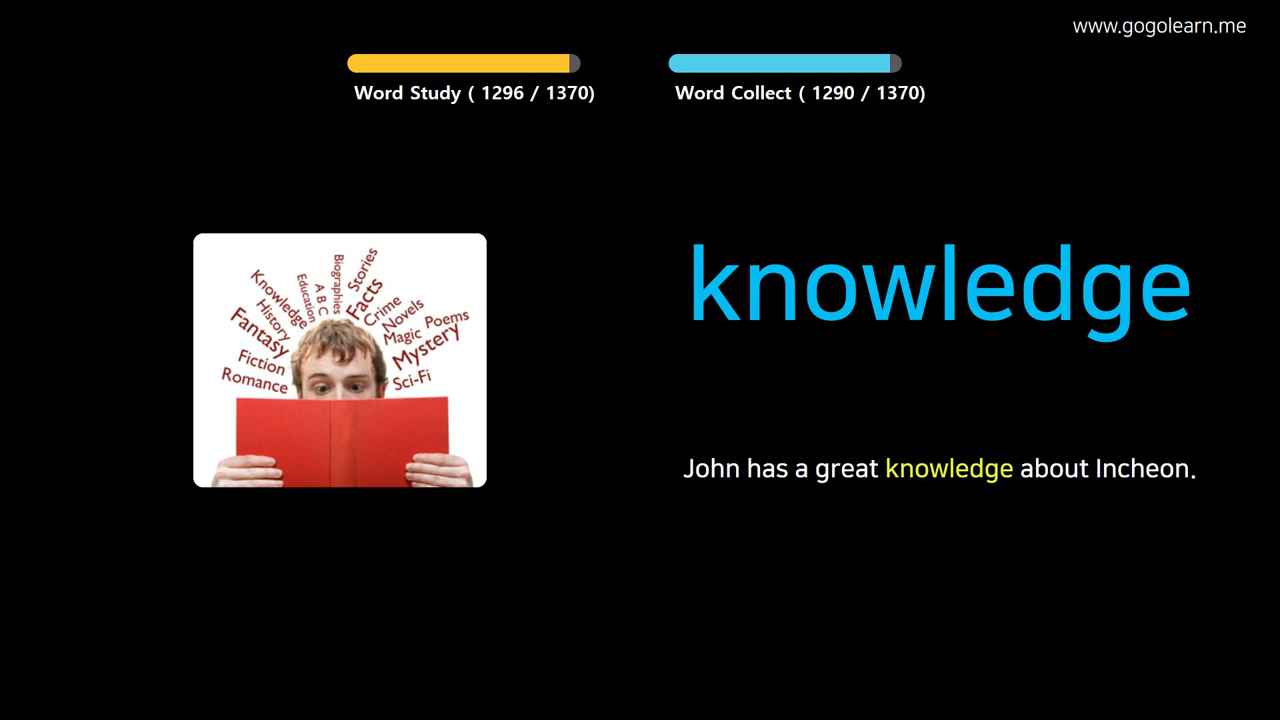 www.gogolearn.me
Word Study ( 1296 / 1370)
Word Collect ( 1290 / 1370)
knowledge
John has a great knowledge about Incheon.
Knowledge
History
Fantasy
Fiction
Romance
Education
A B C
Biographies
Stories
Facts
Crime
Novels
Magic
Poems
Mystery
Sci-Fi